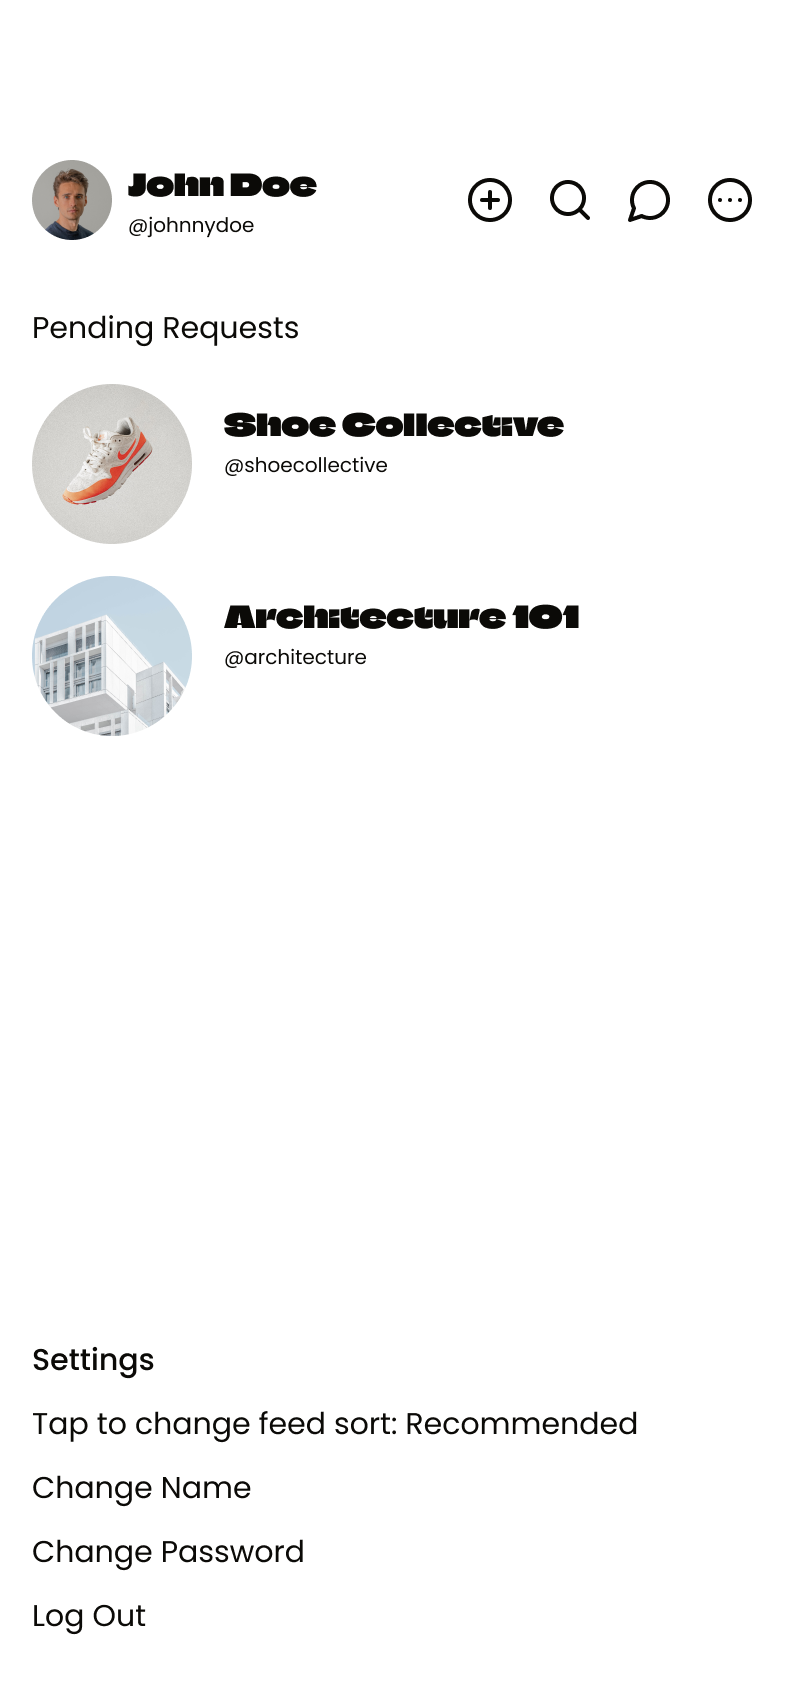 John Doe
@johnnydoe
Pending Requests
Shoe Collective
@shoecollective
Architecture 101
@architecture
Settings
Tap to change feed sort: Recommended
Change Name
Change Password
Log Out